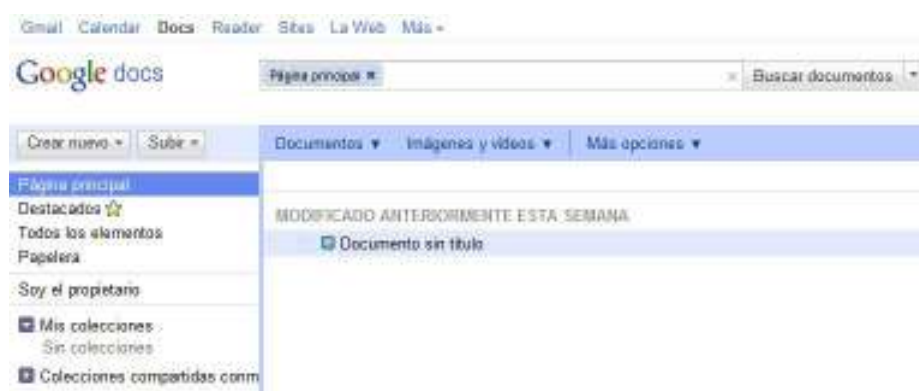 Gmail Calendar Docs Reader Sites La Web Más
Google docs
Página principal
Buscar documentos
Crear nuevo Subir
Documentos Imágenes y vídeos Más opciones
Página principal
Destacados
Todos los elementos
Papelera
Soy el propietario
Mis colecciones
Sin colecciones
Colecciones compartidas conm
MODIFICADO ANTERIORMENTE ESTA SEMANA
Documento sin título